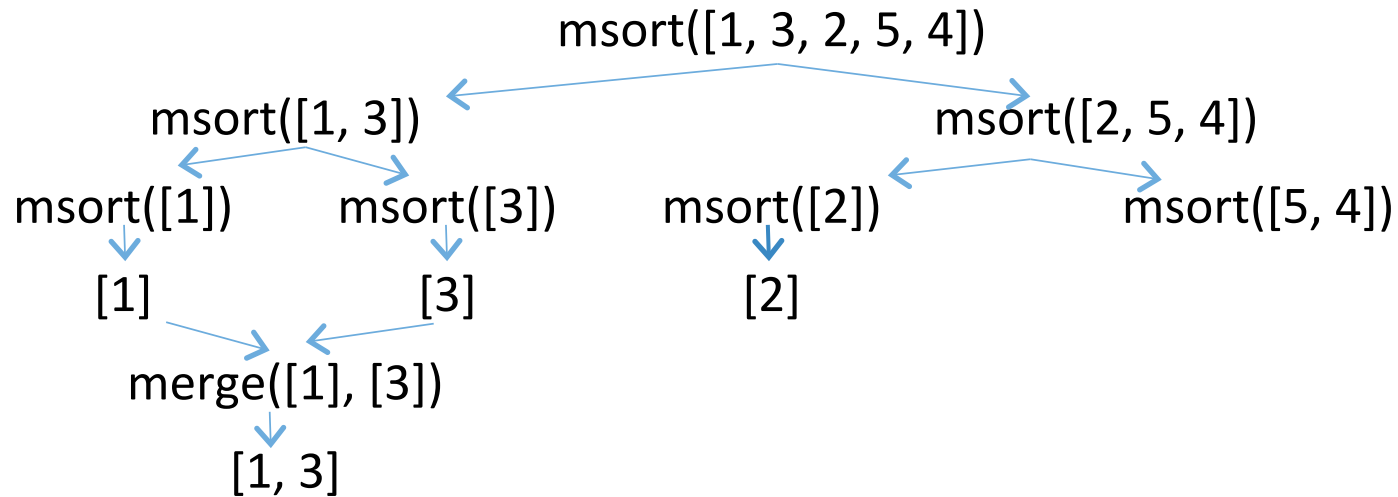 msort([1, 3, 2, 5, 4])
msort([1, 3])
msort([2, 5, 4])
msort([1])
msort([3])
msort([2])
msort([5, 4])
[1]
[3]
[2]
merge([1], [3])
[1, 3]